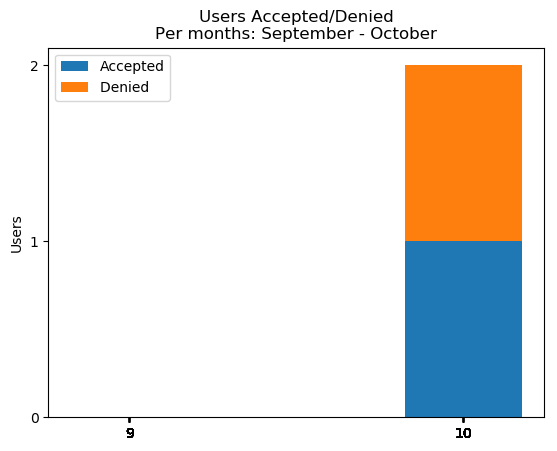 Users Accepted/Denied
Per months: September - October
Accepted
Denied
Users
2
1
0
9
10